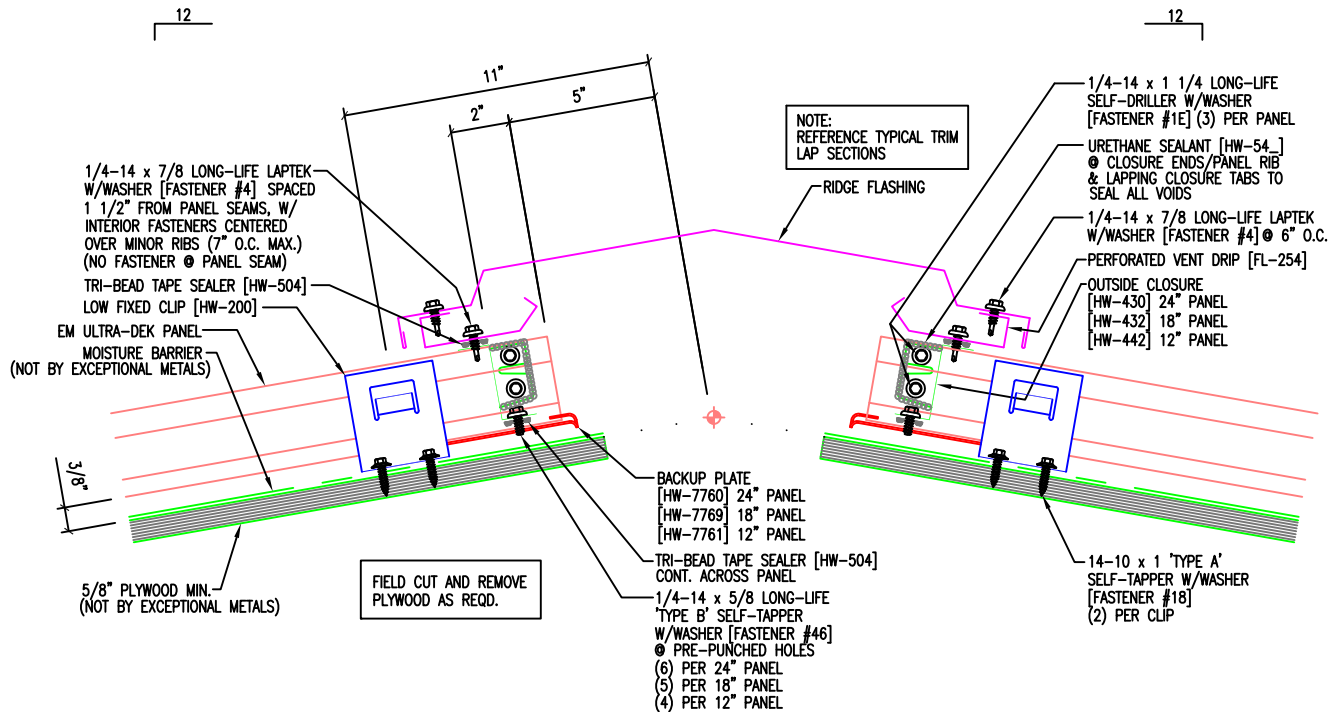 12
12
11"
2"
5"
NOTE:
REFERENCE TYPICAL TRIM
LAP SECTIONS
RIDGE FLASHING
1/4-14 x 7/8 LONG-LIFE LAPTEK
W/WASHER [FASTENER #4] SPACED
1 1/2" FROM PANEL SEAMS, W/
INTERIOR FASTENERS CENTERED
OVER MINOR RIBS (7" O.C. MAX.)
(NO FASTENER @ PANEL SEAM)
TRI-BEAD TAPE SEALER [HW-504]
LOW FIXED CLIP [HW-200]
EM ULTRA-DEK PANEL
MOISTURE BARRIER
(NOT BY EXCEPTIONAL METALS)
3/8"
5/8" PLYWOOD MIN.
(NOT BY EXCEPTIONAL METALS)
FIELD CUT AND REMOVE
PLYWOOD AS REQD.
1/4-14 x 1 1/4 LONG-LIFE
SELF-DRILLER W/WASHER
[FASTENER #1E] (3) PER PANEL
URETHANE SEALANT [HW-54_]
@ CLOSURE ENDS/PANEL RIB
& LAPPING CLOSURE TABS TO
SEAL ALL VOIDS
1/4-14 x 7/8 LONG-LIFE LAPTEK
W/WASHER [FASTENER #4] @ 6" O.C.
PERFORATED VENT DRIP [FL-254]
OUTSIDE CLOSURE
[HW-430] 24" PANEL
[HW-432] 18" PANEL
[HW-442] 12" PANEL
BACKUP PLATE
[HW-7760] 24" PANEL
[HW-7769] 18" PANEL
[HW-7761] 12" PANEL
TRI-BEAD TAPE SEALER [HW-504]
CONT. ACROSS PANEL
1/4-14 x 5/8 LONG-LIFE
'TYPE B' SELF-TAPPER
W/WASHER [FASTENER #46]
@ PRE-PUNCHED HOLES
(6) PER 24" PANEL
(5) PER 18" PANEL
(4) PER 12" PANEL
14-10 x 1 'TYPE A'
SELF-TAPPER W/WASHER
[FASTENER #18]
(2) PER CLIP